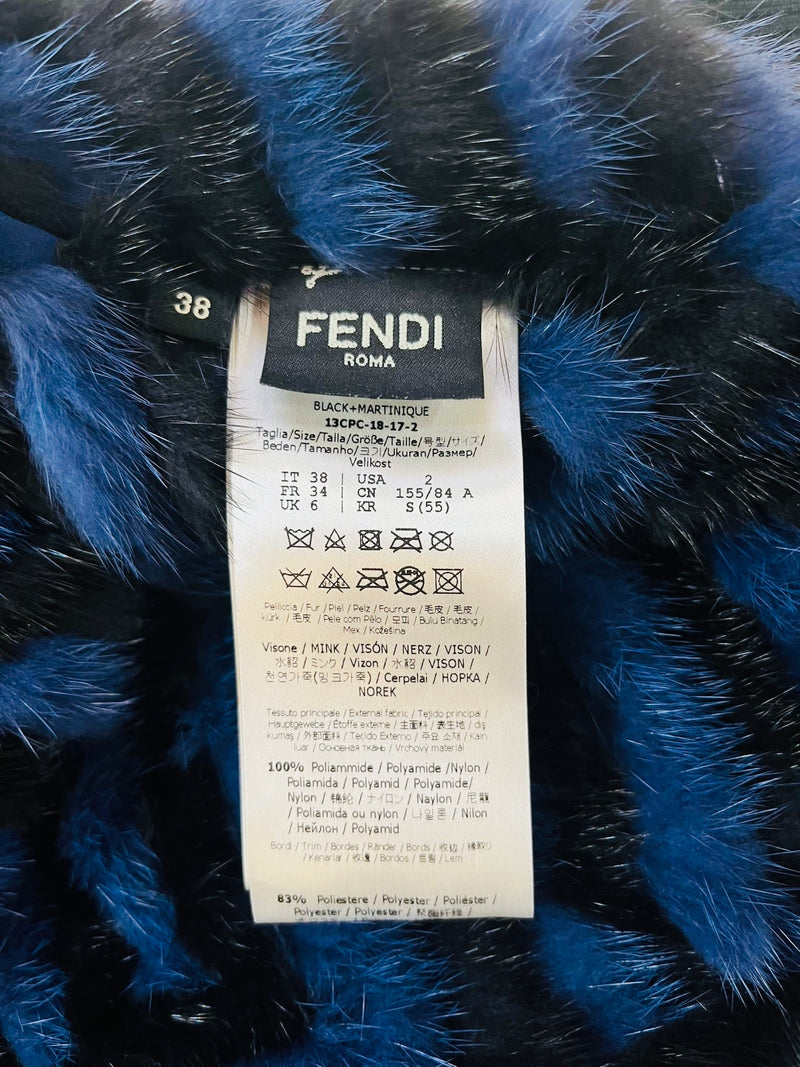 38
FENDI
ROMA
BLACK+MARTINIQUE
13CPC-18-17-2
Taglia/Size/Talla/Größe/Taille/号型/サイズ/
Beden/Tamanho/크기/Ukuran/Размер/
Velikost
IT 38 | USA 2
FR 34 | CN 155/84 A
UK 6 | KR S(55)
Pelliccia / Fur / Piel / Pelz / Fourrure / 毛皮 / 毛皮 /
kürk / 毛皮 / Pele com Pêlo / 모피 / Bulu Binatang /
Mex / Kožešina
Visone / MINK / VISÓN / NERZ / VISON /
水貂 / ミンク / Vizon / 水貂 / VISON /
천연가죽(밍크가죽) / Cerpelai / НОРКА /
NOREK
Tessuto principale / External fabric / Tejido principal /
Hauptgewebe / Étoffe externe / 主面料 / 表生地 / dış
kumaş / 外部面料 / Tecido Externo / 주요 소재 / Kain
luar / Основная ткань / Vrchový materiál
100% Poliammide / Polyamide /Nylon /
Poliamida / Polyamid / Polyamide/
Nylon / 锦纶 / ナイロン / Naylon / 尼龍
/ Poliamida ou nylon / 나일론 / Nilon
/ Нейлон / Polyamid
Bordi / Trim / Bordes / Ränder / Bords / 收边 / 縁取り
/ Kenarlar / 收邊 / Bordos / 트림 / Lem
83% Poliestere / Polyester / Poliéster /
Polyester / Polyester / 聚酯纤维 /